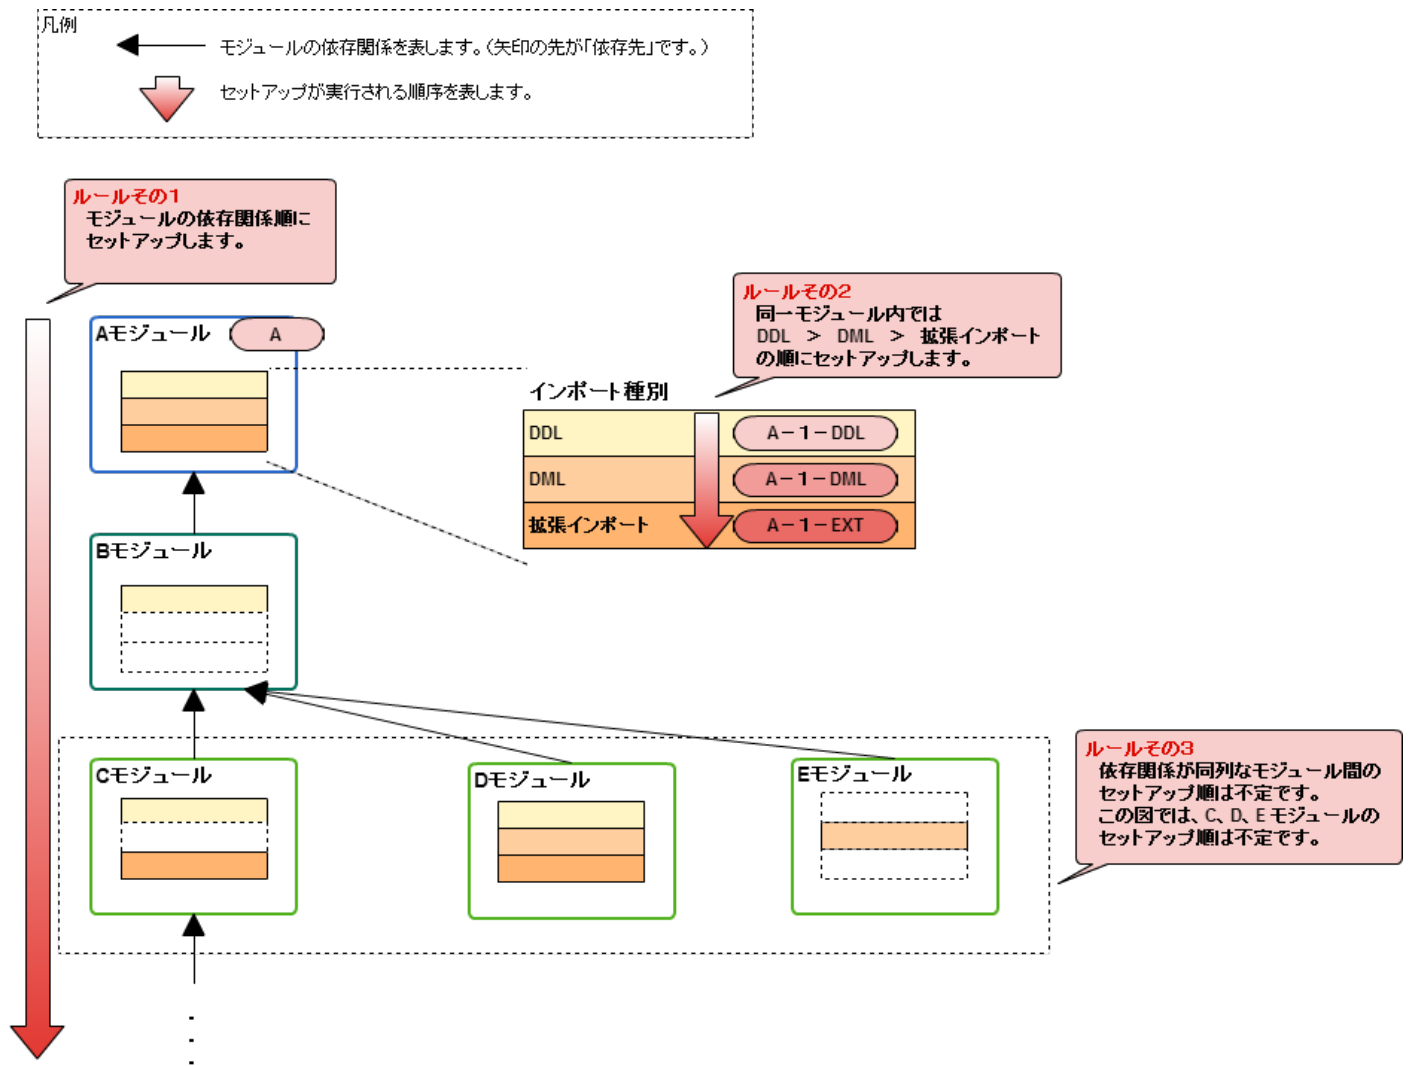 凡例
モジュールの依存関係を表します。（矢印の先が「依存先」です。）
セットアップが実行される順序を表します。
ルールその1
モジュールの依存関係順に
セットアップします。
ルールその2
同一モジュール内では
DDL > DML > 拡張インポート
の順にセットアップします。
Aモジュール
A
インポート種別
DDL
A－1－DDL
DML
A－1－DML
拡張インポート
A－1－EXT
Bモジュール
ルールその3
依存関係が同列なモジュール間の
セットアップ順は不定です。
この図では、C、D、Eモジュールの
セットアップ順は不定です。
Cモジュール
Dモジュール
Eモジュール